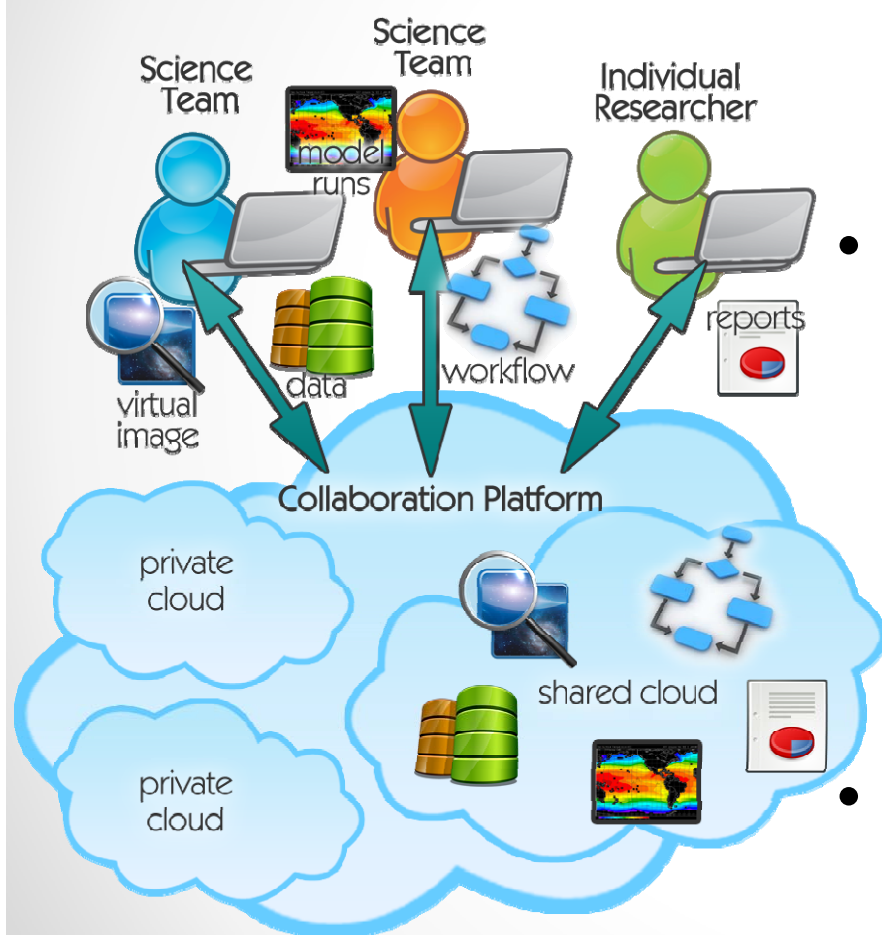 Science
Team
Science
Team
Individual
Researcher
model
runs
virtual
image
data
workflow
reports
Collaboration Platform
private
cloud
shared cloud
private
cloud